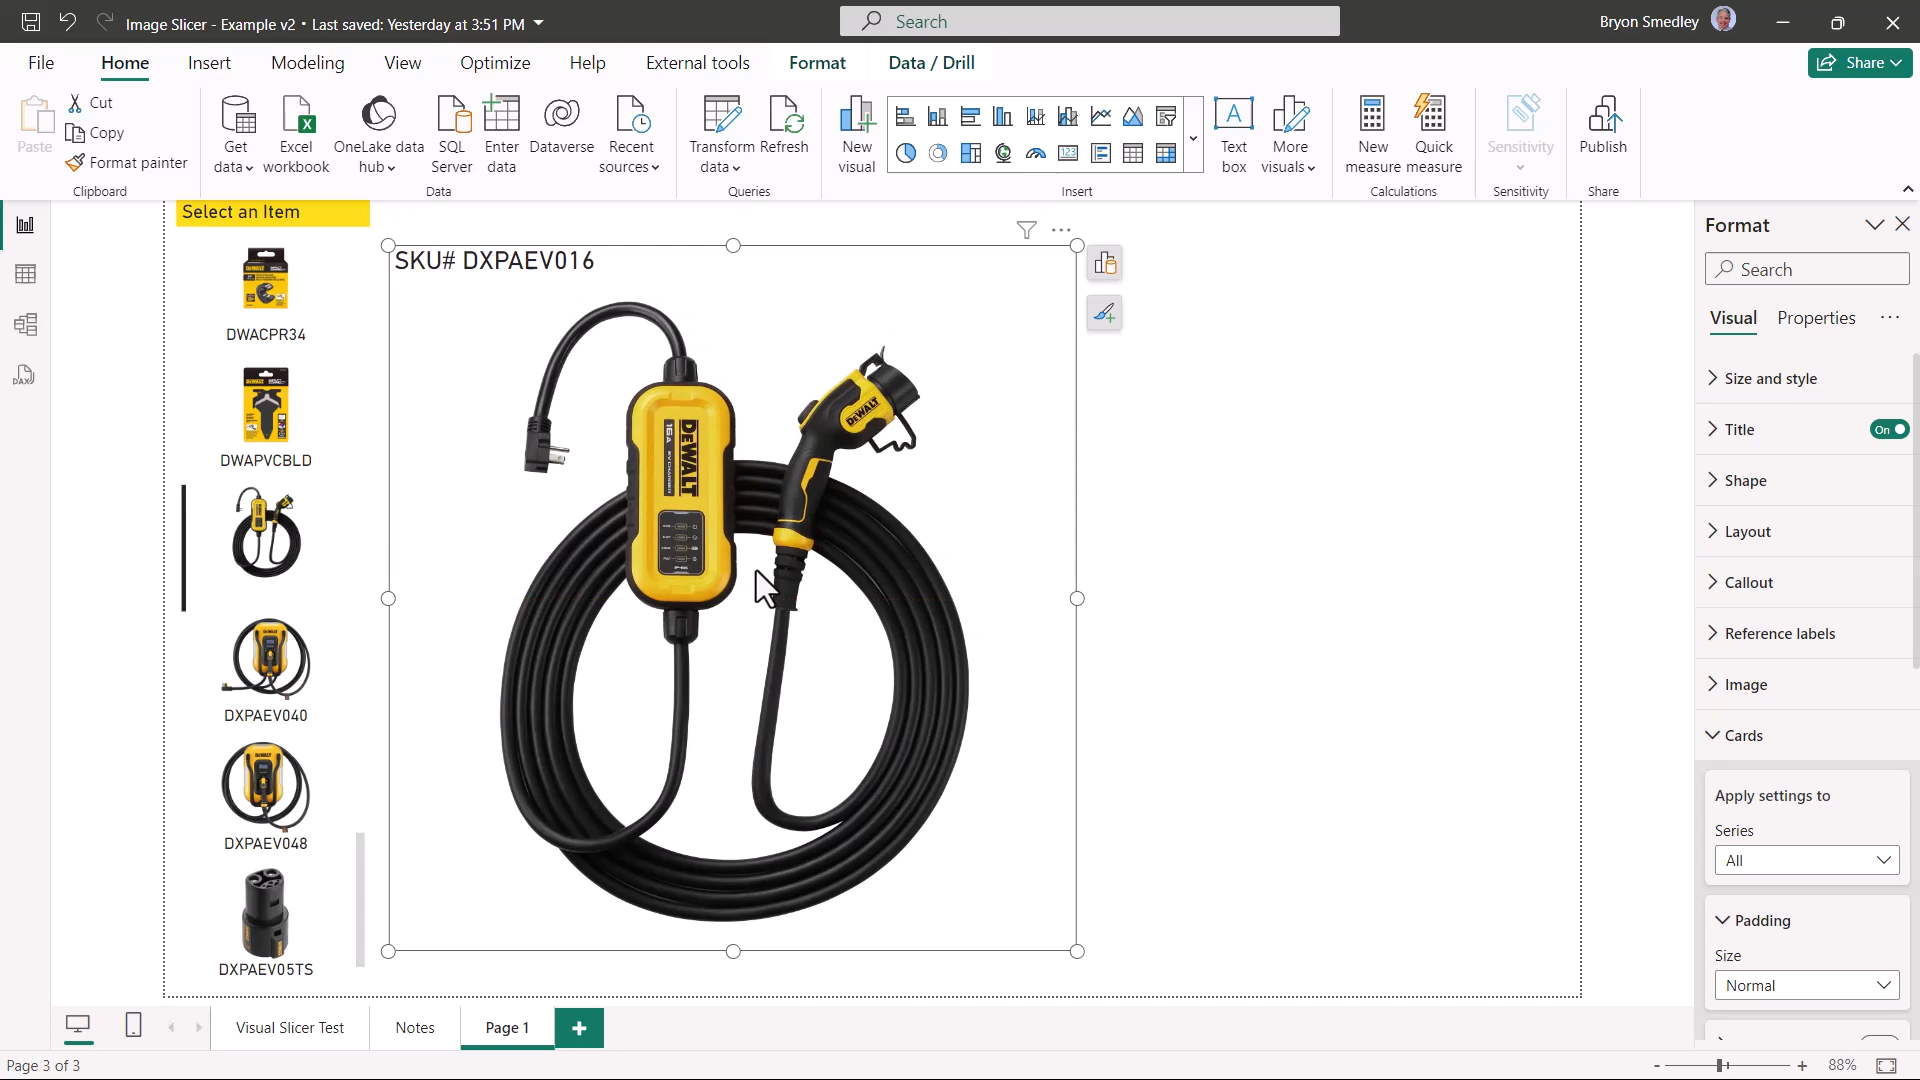 Image Slicer - Example v2 • Last saved: Yesterday at 3:51 PM
Search
Bryon Smedley
File
Home
Insert
Modeling
View
Optimize
Help
External tools
Format
Data / Drill
Share
Paste
Cut
Copy
Format painter
Clipboard
Get data
Excel workbook
OneLake data hub
SQL Server
Enter data
Dataverse
Recent sources
Data
Transform data
Refresh
Queries
New visual
Text box
More visuals
Insert
New measure
Quick measure
Calculations
Sensitivity
Sensitivity
Publish
Share
Select an Item
DWACPR34
DWAPVCBLD
DXPAEV040
DXPAEV048
DXPAEV05TS
SKU# DXPAEV016
DEWALT
16A
EV CHARGER
DEWALT
Format
Search
Visual
Properties
Size and style
Title
On
Shape
Layout
Callout
Reference labels
Image
Cards
Apply settings to
Series
All
Padding
Size
Normal
Visual Slicer Test
Notes
Page 1
Page 3 of 3
88%